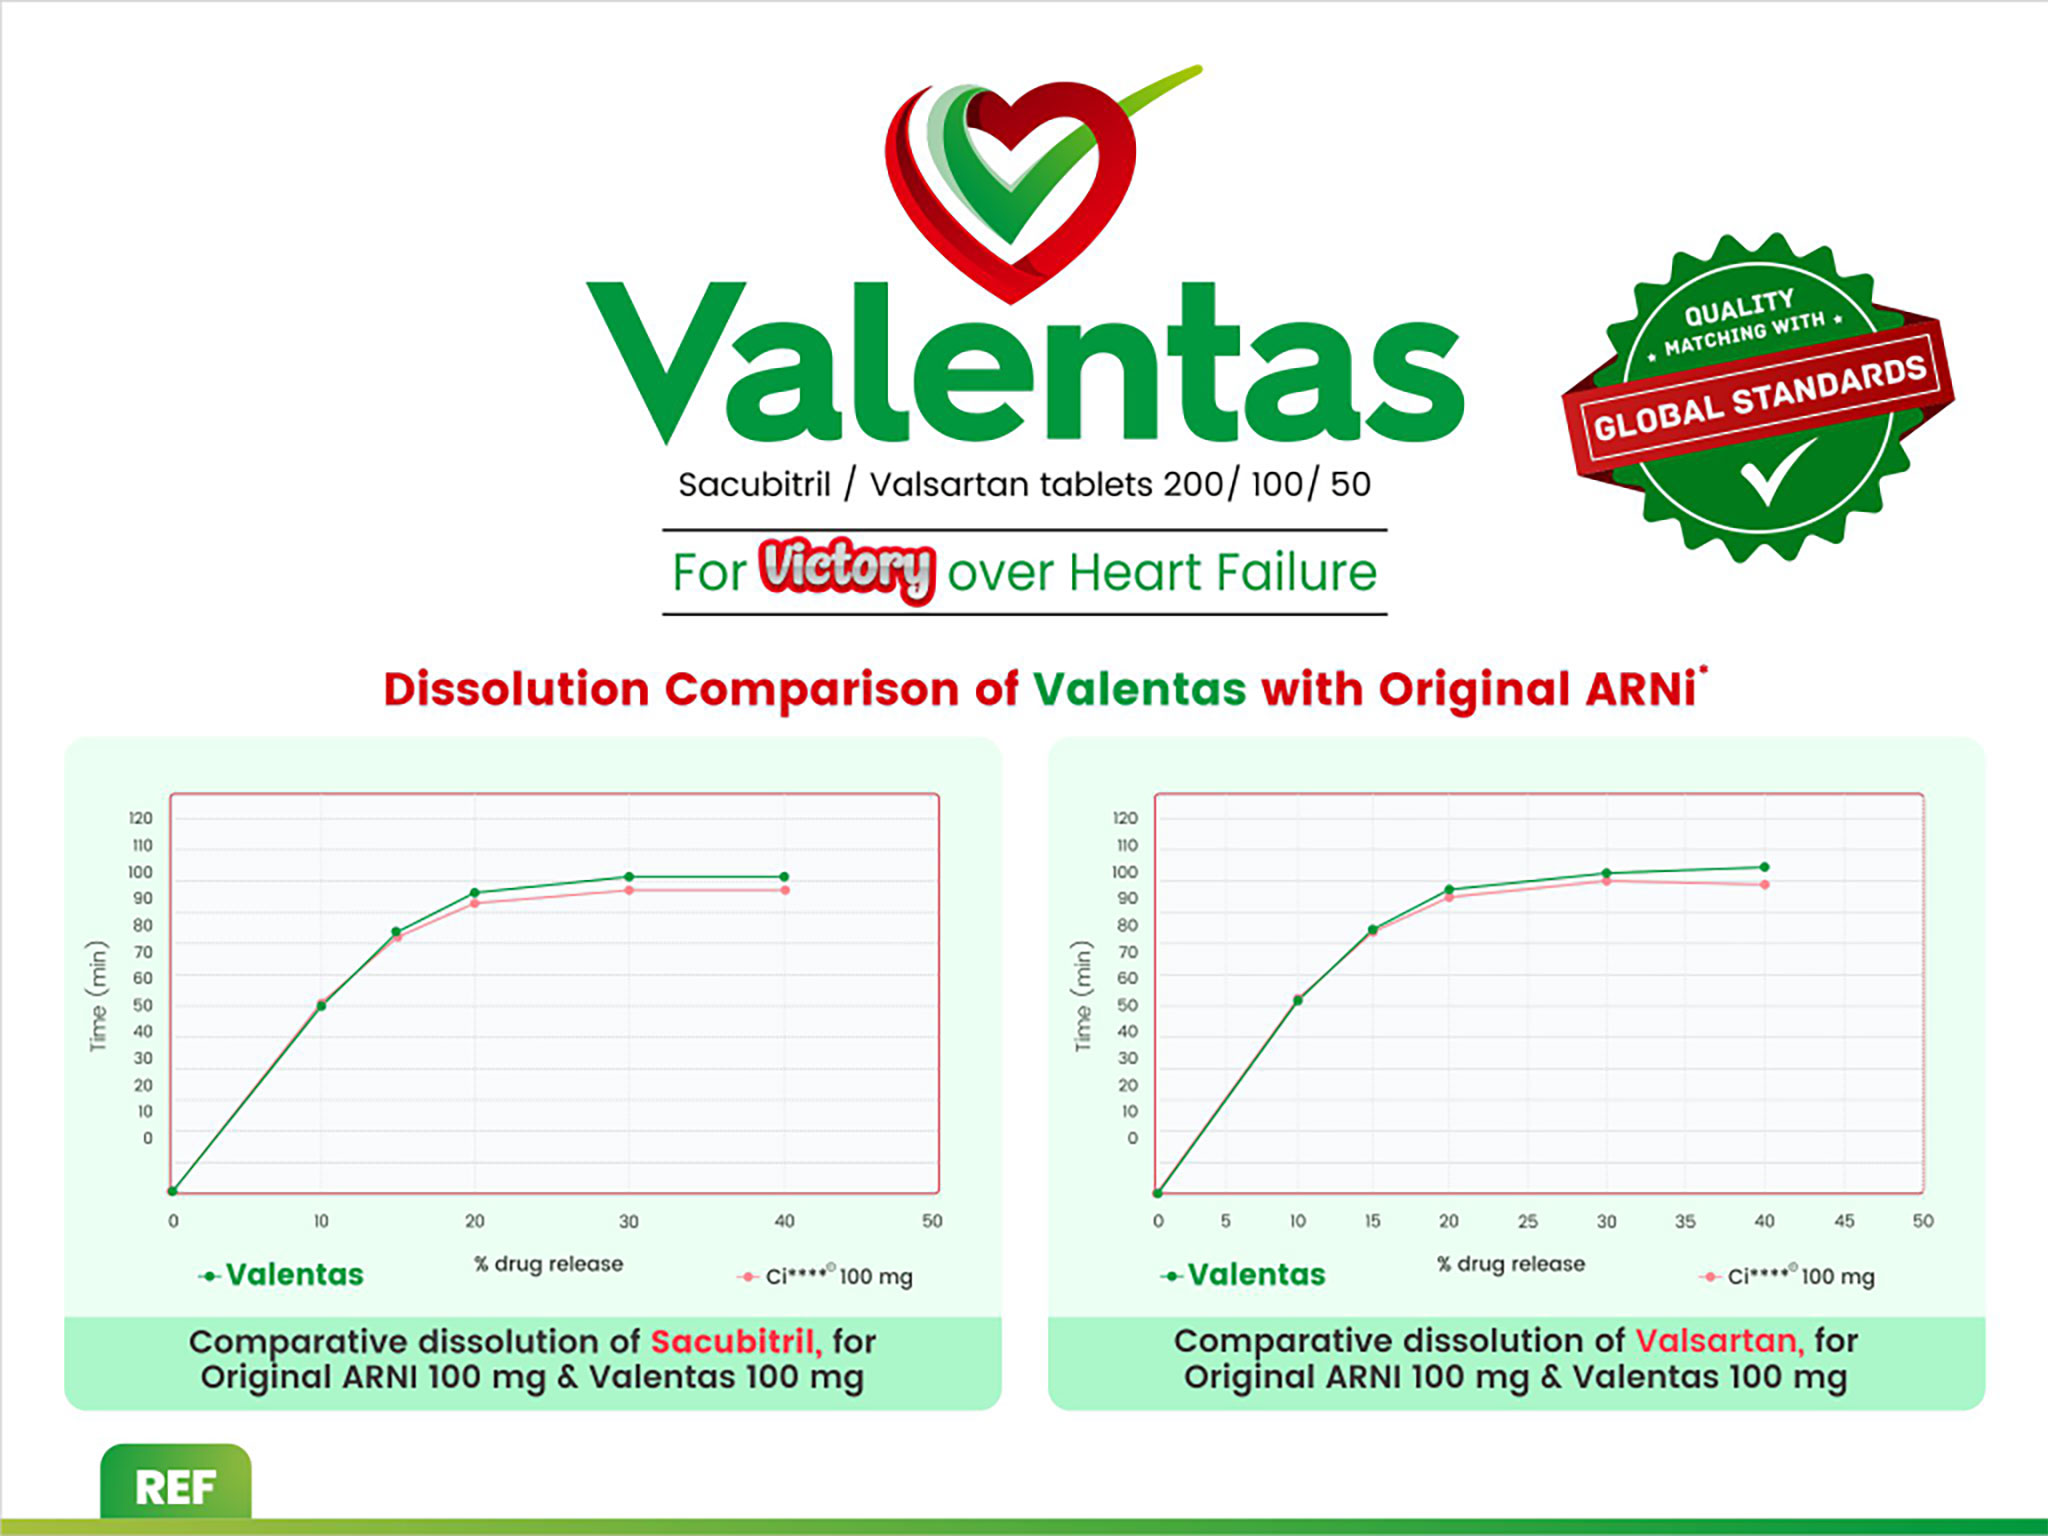 Valentas
Sacubitril / Valsartan tablets 200/ 100/ 50
For Victory over Heart Failure
QUALITY
MATCHING WITH
GLOBAL STANDARDS
Dissolution Comparison of Valentas with Original ARNi*
120
110
100
90
80
70
60
50
40
30
20
10
0
Time (min)
0 10 20 30 40 50
% drug release
Valentas
Ci****® 100 mg
Comparative dissolution of Sacubitril, for
Original ARNI 100 mg & Valentas 100 mg
120
110
100
90
80
70
60
50
40
30
20
10
0
Time (min)
0 5 10 15 20 25 30 35 40 45 50
% drug release
Valentas
Ci****® 100 mg
Comparative dissolution of Valsartan, for
Original ARNI 100 mg & Valentas 100 mg
REF